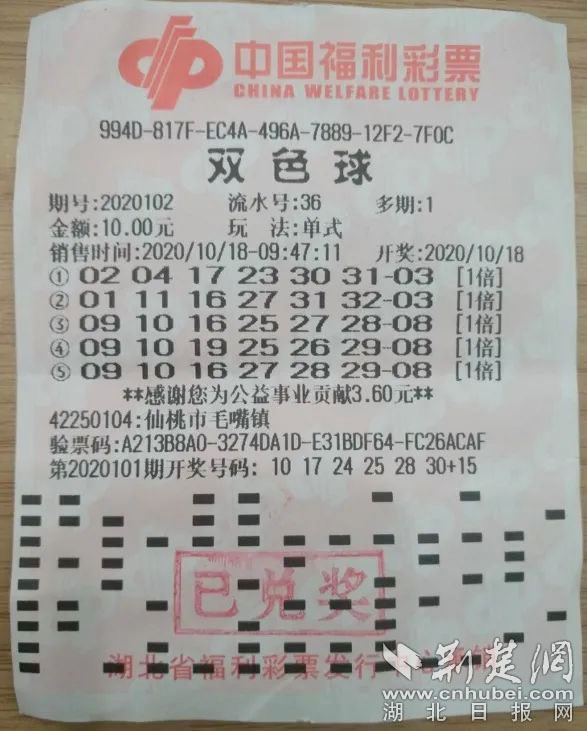 中国福利彩票
CHINA WELFARE LOTTERY
994D-817F-EC4A-496A-7889-12F2-7F0C
双色球
期号:2020102 流水号:36 多期:1
金额:10.00元 玩 法:单式
销售时间:2020/10/18-09:47:11 开奖:2020/10/18
① 02 04 17 23 30 31-03 [1倍]
② 01 11 16 27 31 32-03 [1倍]
③ 09 10 16 25 27 28-08 [1倍]
④ 09 10 19 25 26 29-08 [1倍]
⑤ 09 10 16 27 28 29-08 [1倍]
**感谢您为公益事业贡献3.60元**
42250104:仙桃市毛嘴镇
验票码:A213B8A0-3274DA1D-E31BDF64-FC26ACAF
第2020101期开奖号码: 10 17 24 25 28 30+15
已兑奖
湖北省福利彩票发行中心
荆楚网
www.cnhubei.com
湖北日报网